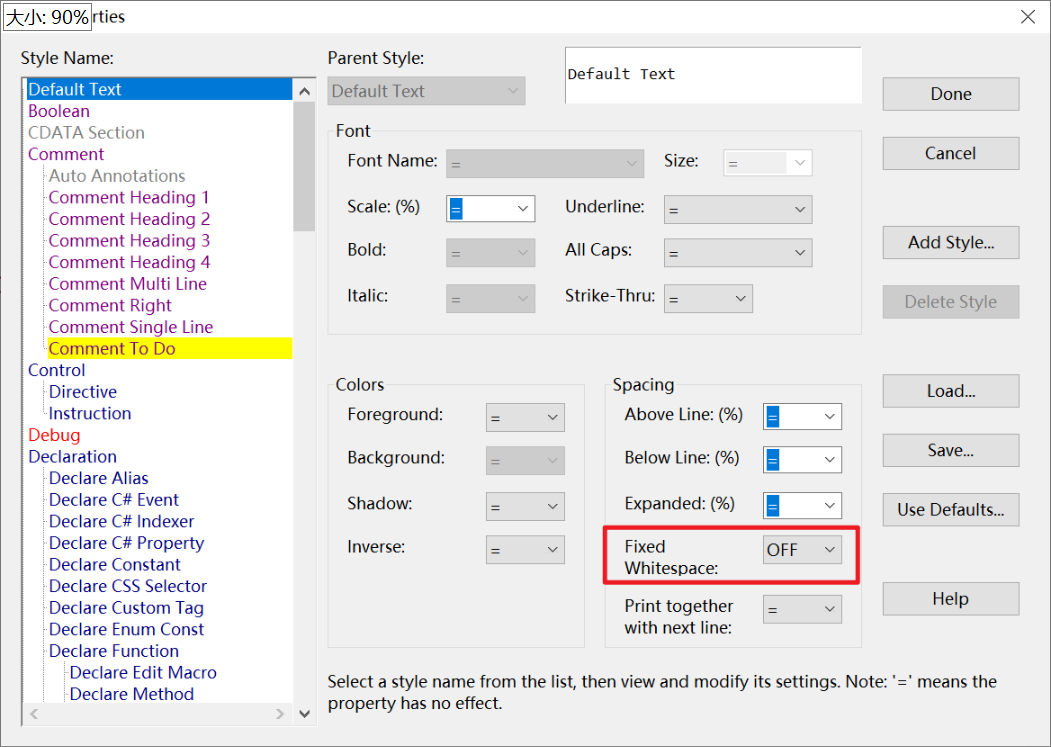 大小: 90%rties
Style Name:
Default Text
Boolean
CDATA Section
Comment
Auto Annotations
Comment Heading 1
Comment Heading 2
Comment Heading 3
Comment Heading 4
Comment Multi Line
Comment Right
Comment Single Line
Comment To Do
Control
Directive
Instruction
Debug
Declaration
Declare Alias
Declare C# Event
Declare C# Indexer
Declare C# Property
Declare Constant
Declare CSS Selector
Declare Custom Tag
Declare Enum Const
Declare Function
Declare Edit Macro
Declare Method
Parent Style:
Default Text
Default Text
Font
Font Name: =
Size: =
Scale: (%) =
Underline: =
Bold: =
All Caps: =
Italic: =
Strike-Thru: =
Colors
Foreground: =
Background: =
Shadow: =
Inverse: =
Spacing
Above Line: (%) =
Below Line: (%) =
Expanded: (%) =
Fixed
Whitespace: OFF
Print together
with next line: =
Select a style name from the list, then view and modify its settings. Note: '=' means the
property has no effect.
Done
Cancel
Add Style...
Delete Style
Load...
Save...
Use Defaults...
Help